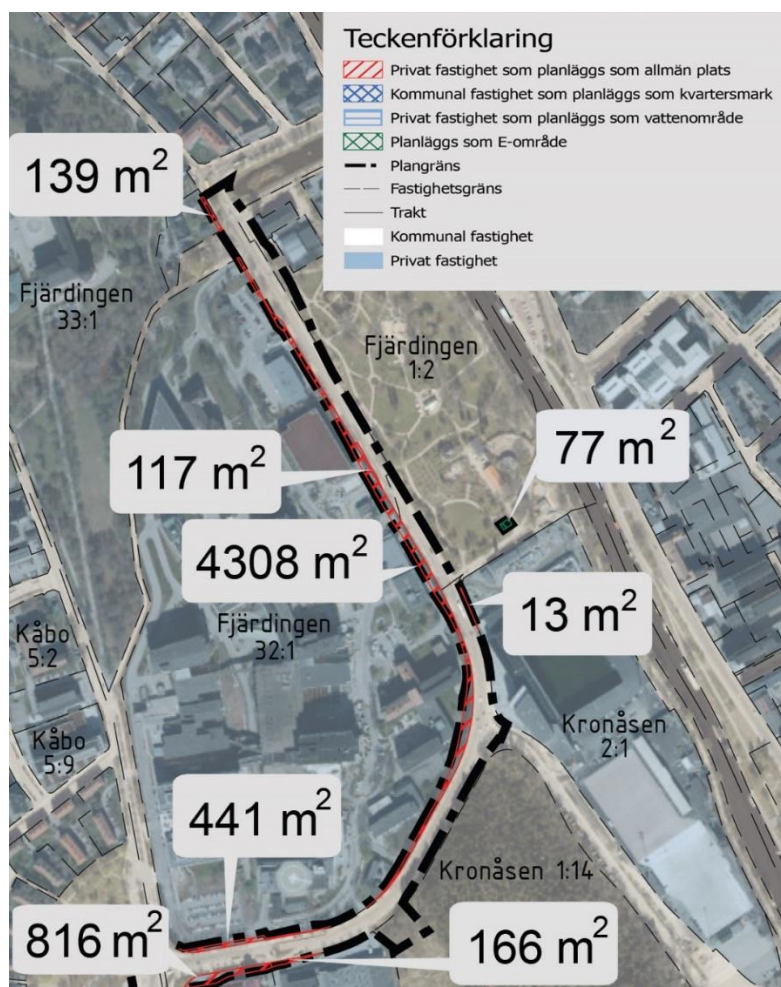 Teckenförklaring
Privat fastighet som planläggs som allmän plats
Kommunal fastighet som planläggs som kvartersmark
Privat fastighet som planläggs som vattenområde
Planläggs som E-område
Plangräns
Fastighetsgräns
Trakt
Kommunal fastighet
Privat fastighet
139 m²
Fjärdingen
33:1
Fjärdingen
1:2
117 m²
77 m²
4308 m²
13 m²
Fjärdingen
32:1
Kåbo
5:2
Kåbo
5:9
Kronåsen
2:1
441 m²
Kronåsen 1:14
816 m²
166 m²